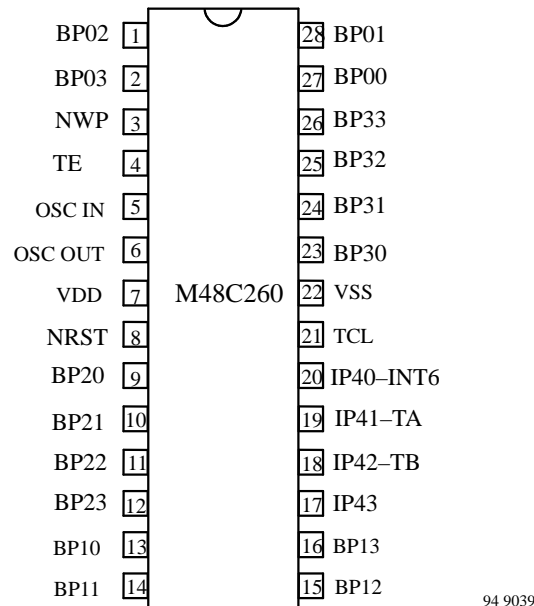 BP02 1 28 BP01
BP03 2 27 BP00
NWP 3 26 BP33
TE 4 25 BP32
OSC IN 5 24 BP31
OSC OUT 6 23 BP30
VDD 7 M48C260 22 VSS
NRST 8 21 TCL
BP20 9 20 IP40–INT6
BP21 10 19 IP41–TA
BP22 11 18 IP42–TB
BP23 12 17 IP43
BP10 13 16 BP13
BP11 14 15 BP12
94 9039